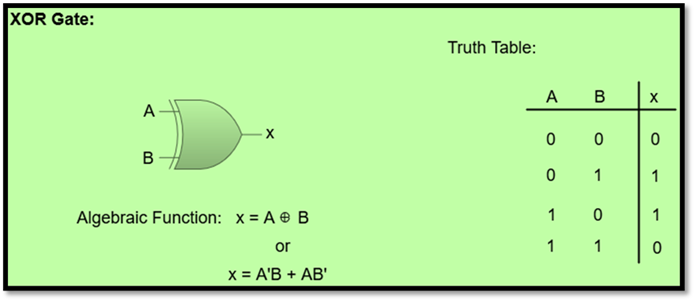 XOR Gate:
Truth Table:
A B x
0 0 0
0 1 1
1 0 1
1 1 0
A
x
B
Algebraic Function: x = A ⊕ B
or
x = A'B + AB'